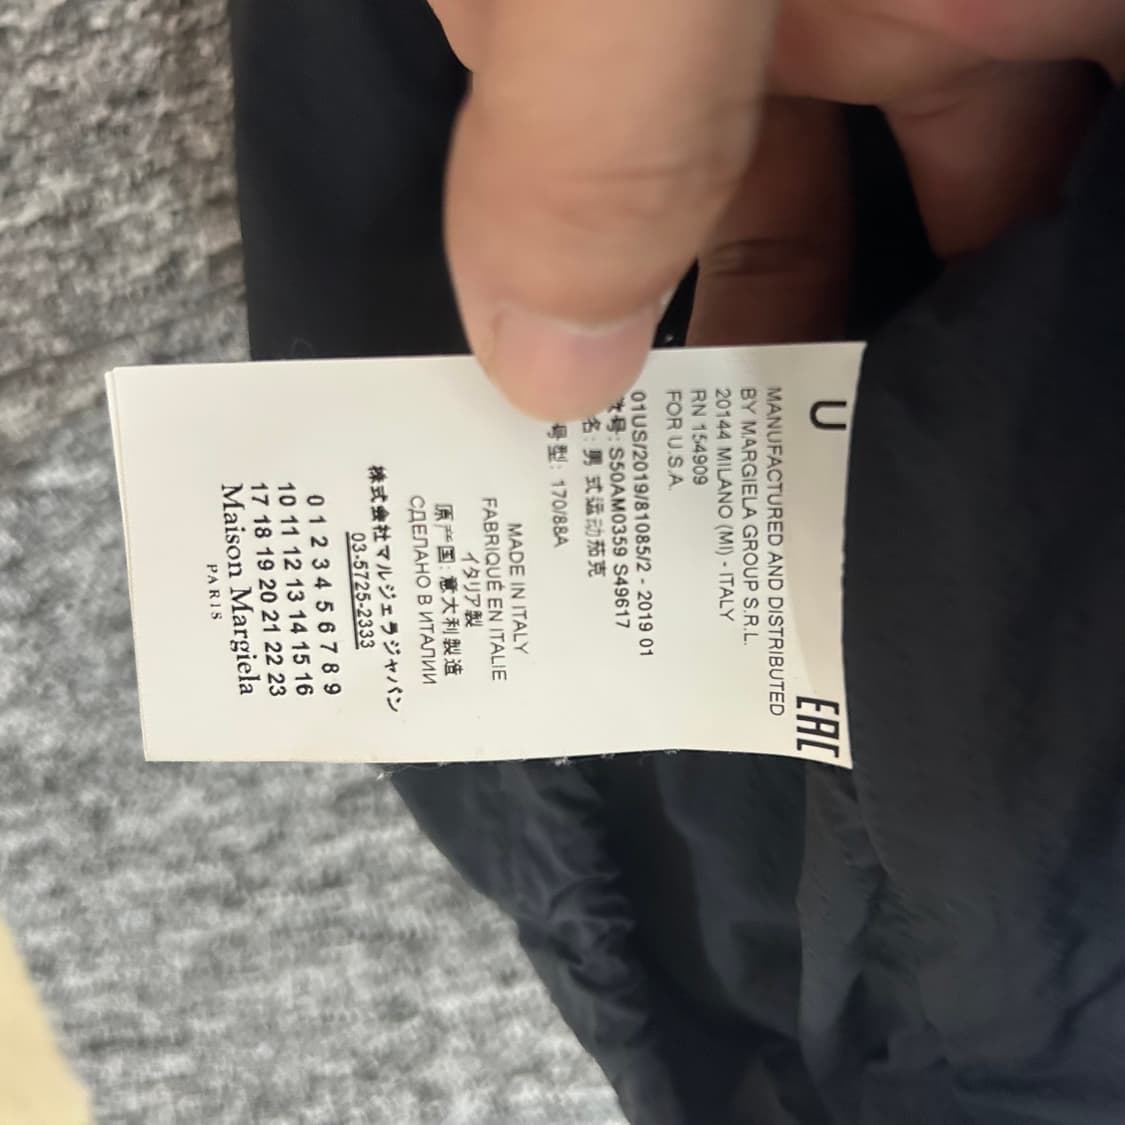 U
EAC
MANUFACTURED AND DISTRIBUTED
BY MARGIELA GROUP S.R.L.
20144 MILANO (MI) - ITALY
RN 154909
FOR U.S.A.
01US/2019/81085/2 - 2019 01
号: S50AM0359 S49617
名: 男式运动茄克
号型: 170/88A
MADE IN ITALY
FABRIQUÉ EN ITALIE
イタリア製
原产国: 意大利製造
СДЕЛАНО В ИТАЛИИ
株式会社マルジェラジャパン
03-5725-2333
0 1 2 3 4 5 6 7 8 9
10 11 12 13 14 15 16
17 18 19 20 21 22 23
Maison Margiela
PARIS